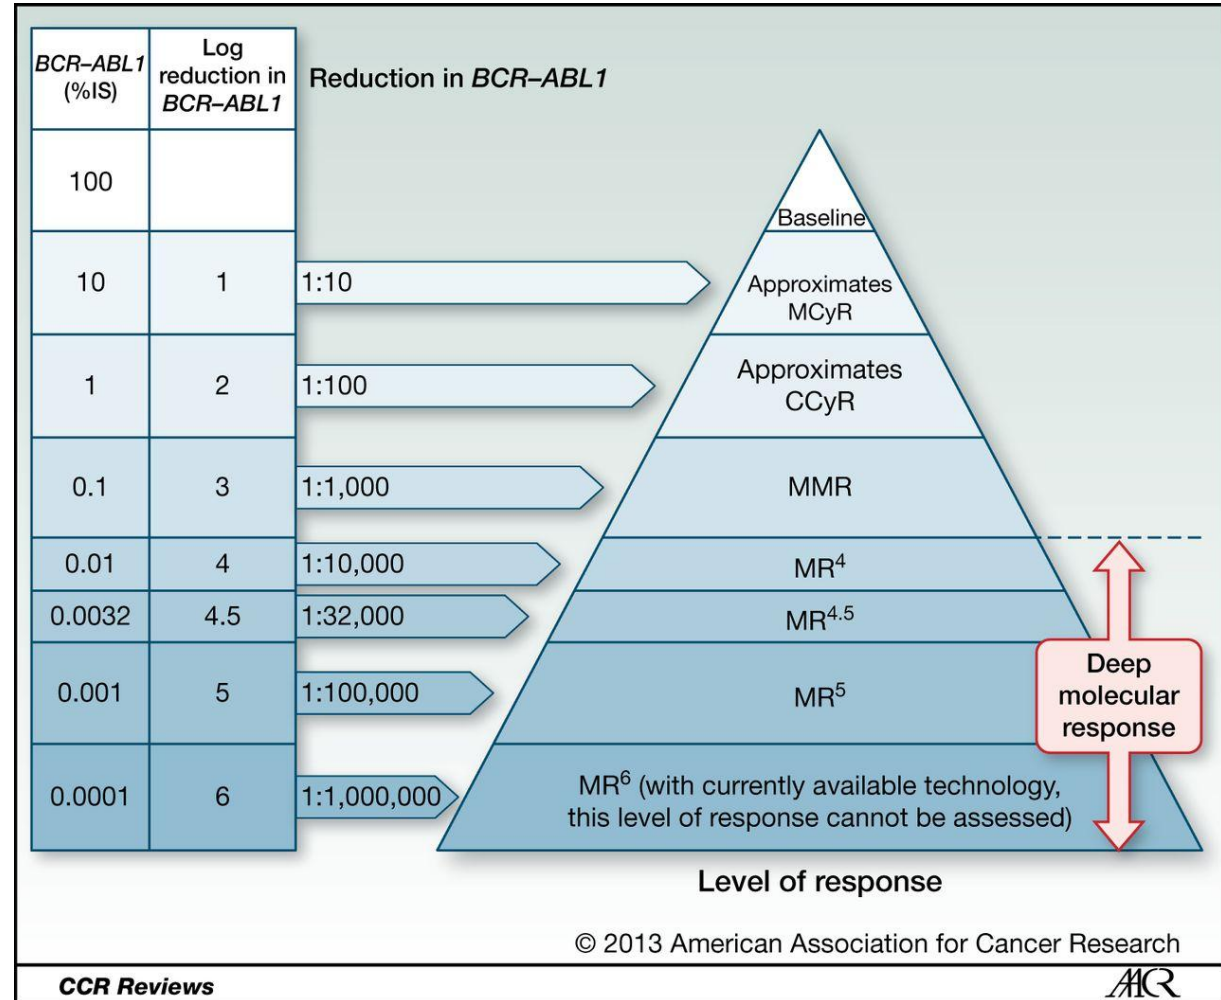 BCR–ABL1
(%IS)
Log
reduction in
BCR–ABL1
Reduction in BCR–ABL1
100
Baseline
10
1
1:10
Approximates
MCyR
1
2
1:100
Approximates
CCyR
0.1
3
1:1,000
MMR
0.01
4
1:10,000
MR⁴
0.0032
4.5
1:32,000
MR⁴·⁵
0.001
5
1:100,000
MR⁵
Deep
molecular
response
0.0001
6
1:1,000,000
MR⁶ (with currently available technology,
this level of response cannot be assessed)
Level of response
© 2013 American Association for Cancer Research
CCR Reviews
AACR